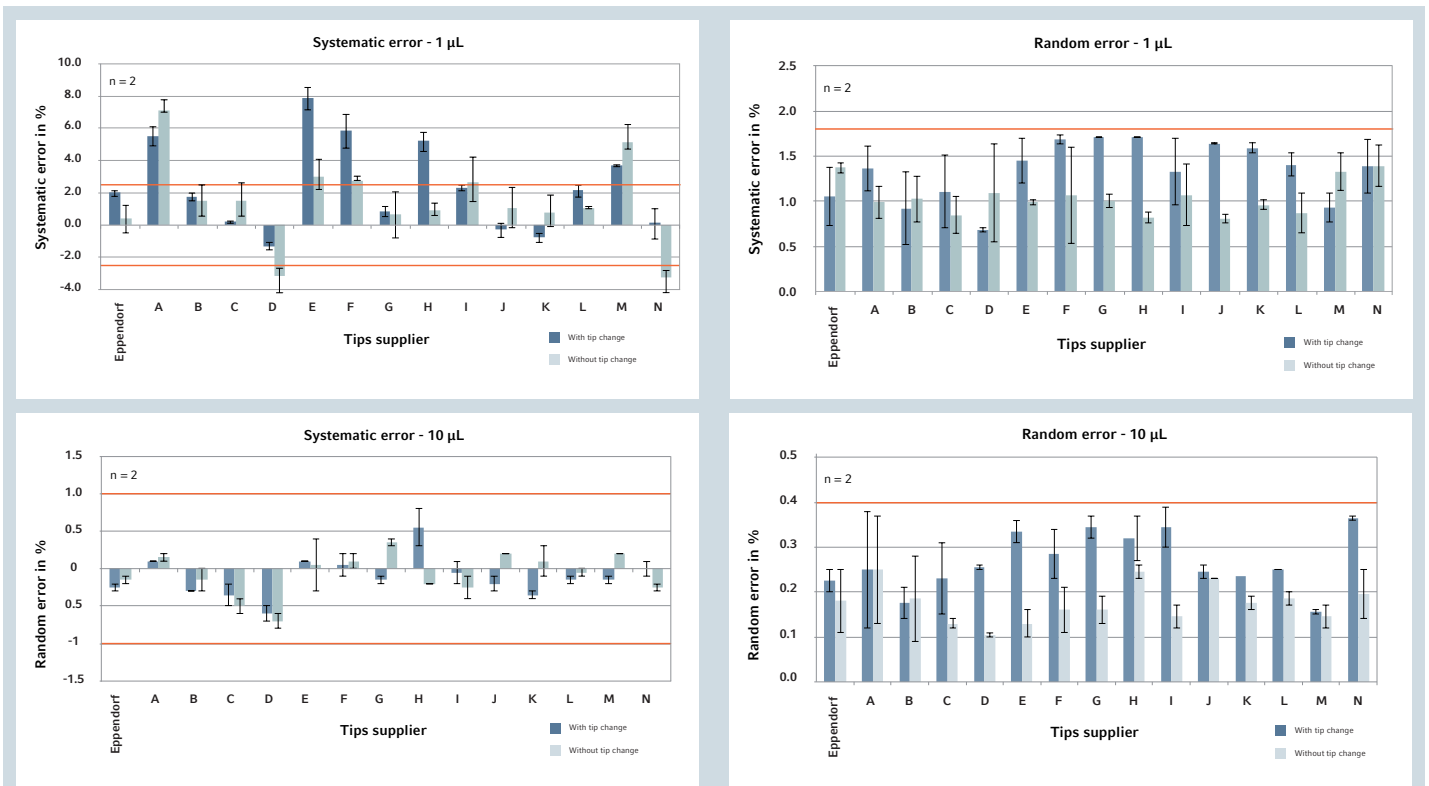 Systematic error - 1 µL
Systematic error in %
10.0
8.0
6.0
4.0
2.0
0.0
-2.0
-4.0
n = 2
Eppendorf A B C D E F G H I J K L M N
Tips supplier
With tip change
Without tip change
Random error - 1 µL
Systematic error in %
2.5
2.0
1.5
1.0
0.5
0.0
n = 2
Eppendorf A B C D E F G H I J K L M N
Tips supplier
With tip change
Without tip change
Systematic error - 10 µL
Random error in %
1.5
1.0
0.5
0
0.5
-1
-1.5
n = 2
Eppendorf A B C D E F G H I J K L M N
Tips supplier
With tip change
Without tip change
Random error - 10 µL
Random error in %
0.5
0.4
0.3
0.2
0.1
0.0
n = 2
Eppendorf A B C D E F G H I J K L M N
Tips supplier
With tip change
Without tip change